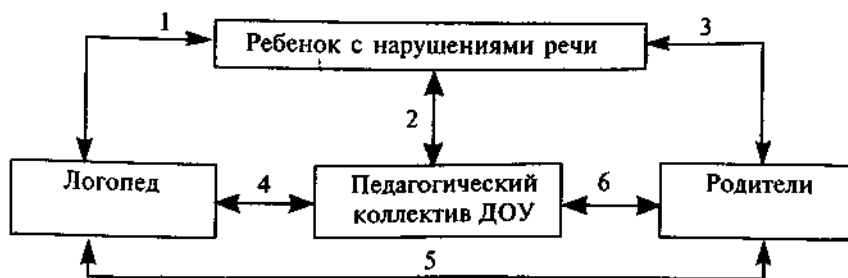 1
Ребенок с нарушениями речи
3
2
Логопед
4
Педагогический
коллектив ДОУ
6
Родители
5